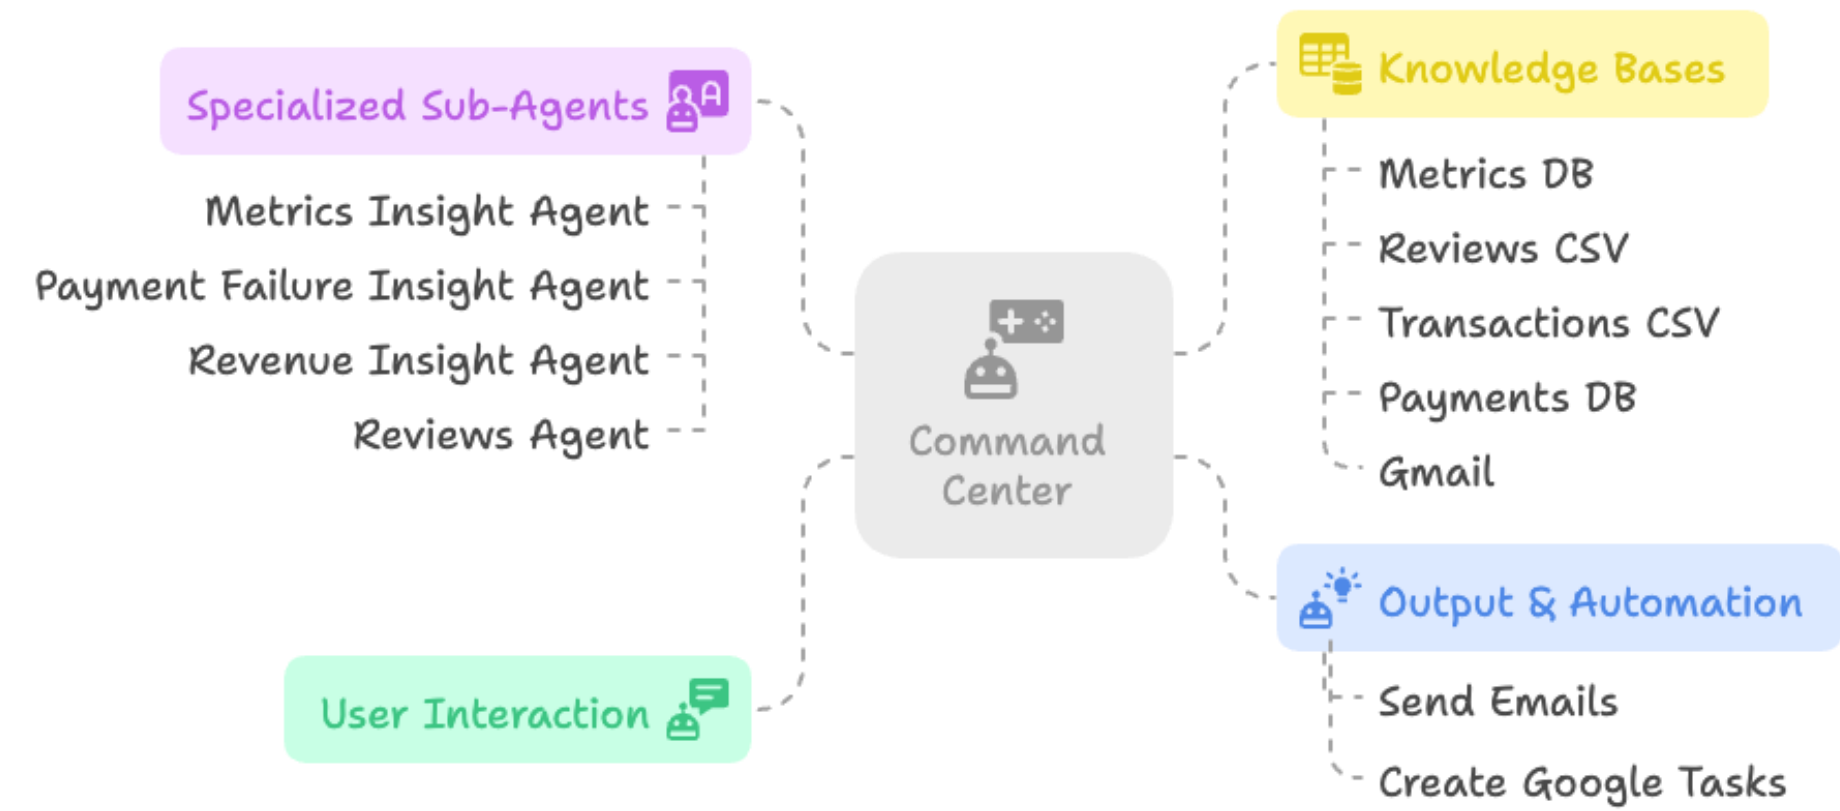 Specialized Sub-Agents
Metrics Insight Agent
Payment Failure Insight Agent
Revenue Insight Agent
Reviews Agent
User Interaction
Command
Center
Knowledge Bases
Metrics DB
Reviews CSV
Transactions CSV
Payments DB
Gmail
Output & Automation
Send Emails
Create Google Tasks